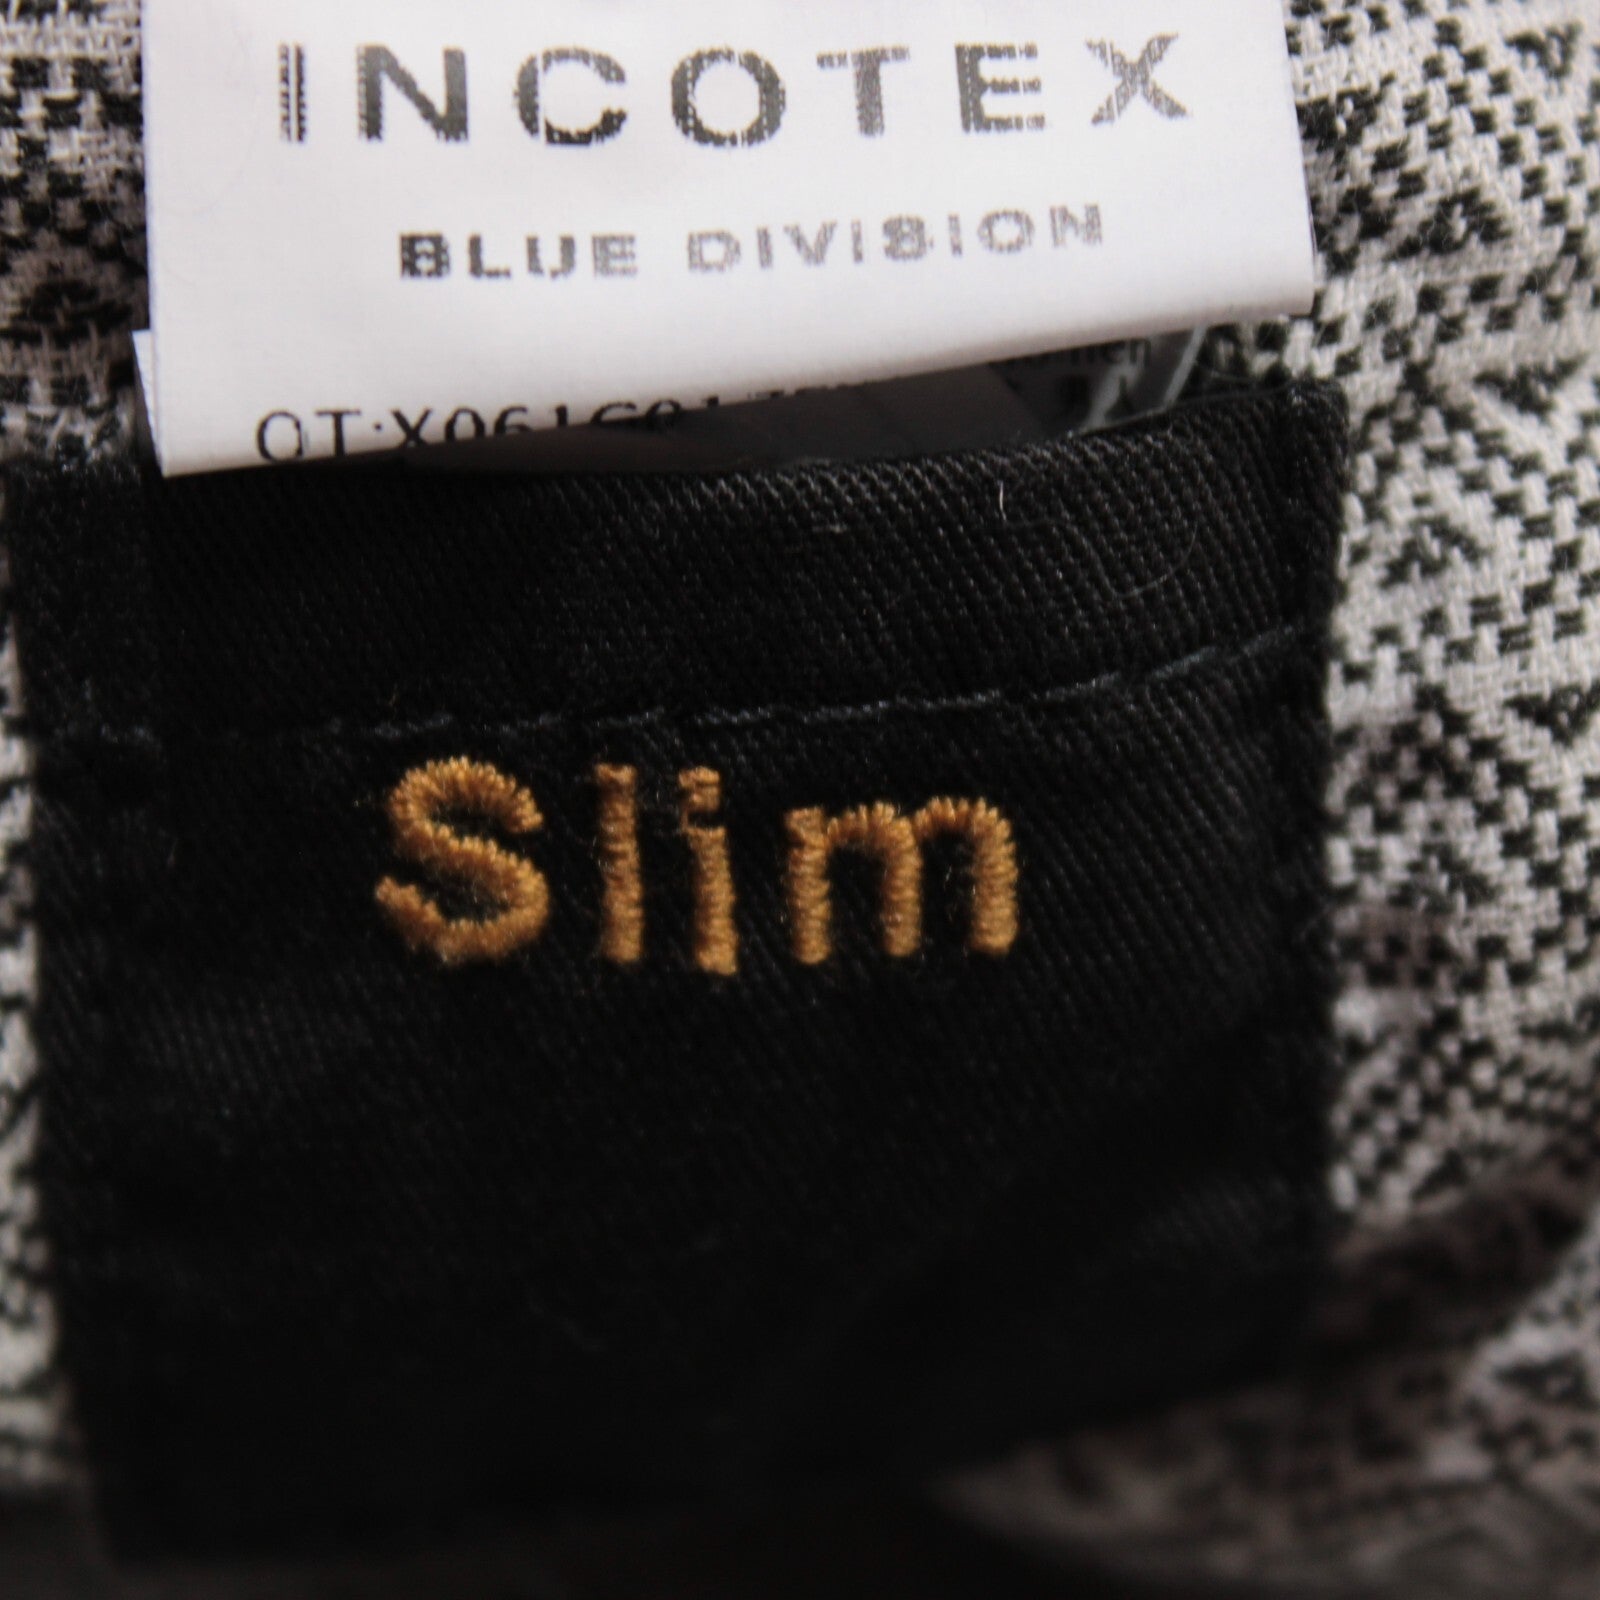 INCOTEX
BLUE DIVISION
Slim